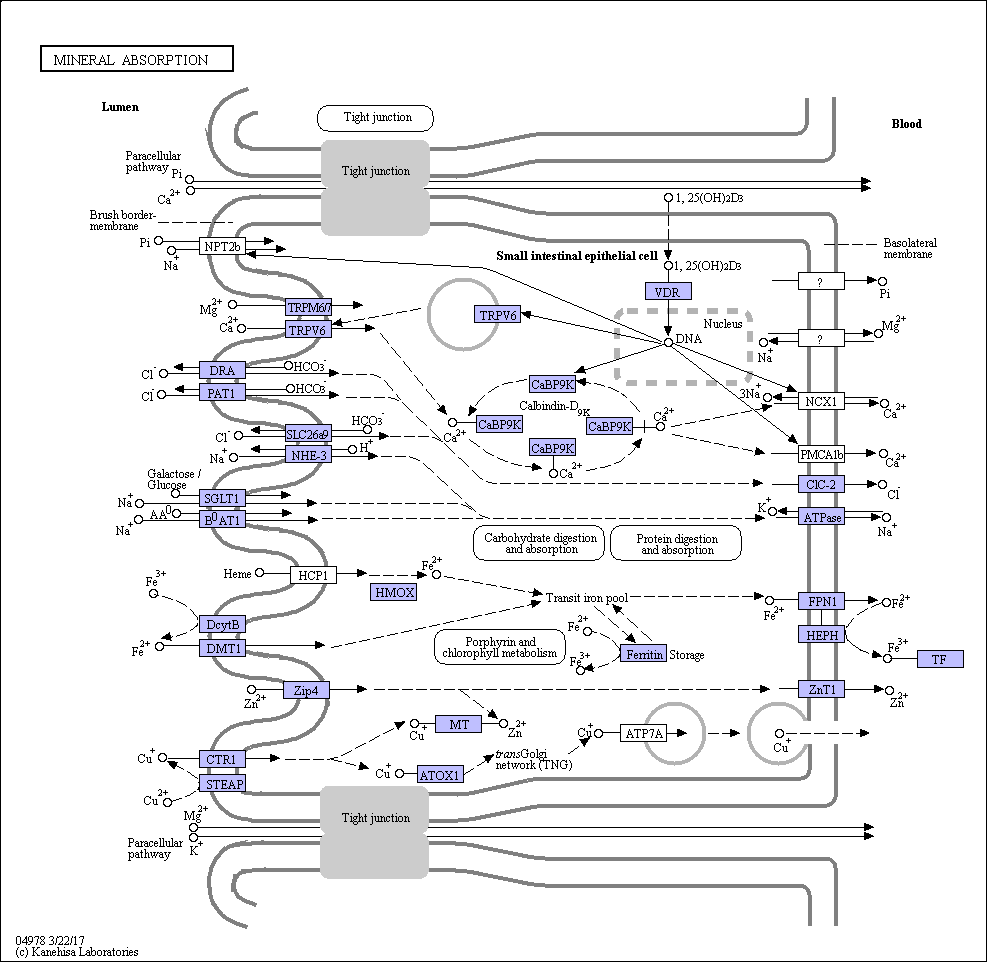 MINERAL ABSORPTION
Lumen
Tight junction
Blood
Paracellular
pathway
Pi
Ca2+
Tight junction
1, 25(OH)2D3
Brush border-
membrane
Pi
Na+
NPT2b
Small intestinal epithelial cell
1, 25(OH)2D3
Basolateral
membrane
VDR
?
Pi
Mg2+
TRPM6/7
Ca2+
TRPV6
TRPV6
Nucleus
DNA
?
Mg2+
Na+
Cl-
DRA
HCO3-
Cl-
PAT1
HCO3-
CaBP9K
Calbindin-D9K
CaBP9K
CaBP9K
CaBP9K
Ca2+
Ca2+
Ca2+
3Na+
NCX1
Ca2+
Cl-
SLC26a9
HCO3-
Na+
NHE-3
H+
PMCA1b
Ca2+
Galactose /
Glucose
Na+
SGLT1
ClC-2
Cl-
AA0
Na+
B0AT1
K+
ATPase
Na+
Carbohydrate digestion
and absorption
Protein digestion
and absorption
Heme
HCP1
HMOX
Fe2+
Fe3+
DcytB
Fe2+
DMT1
Transit iron pool
Fe2+
Fe3+
Ferritin
Storage
Porphyrin and
chlorophyll metabolism
Fe2+
FPN1
Fe2+
HEPH
Fe3+
TF
Zn2+
Zip4
ZnT1
Zn2+
Cu+
MT
Zn2+
Cu+
ATP7A
Cu+
Cu+
CTR1
Cu+
ATOX1
transGolgi
network (TNG)
STEAP
Cu2+
Mg2+
K+
Paracellular
pathway
Tight junction
04978 3/22/17
(c) Kanehisa Laboratories